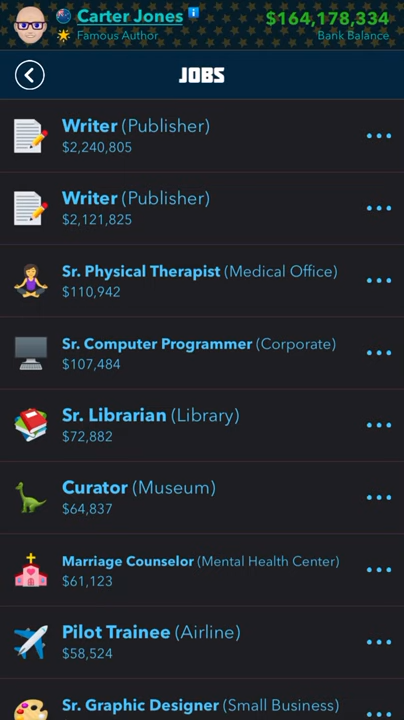 Carter Jones
$164,178,334
Famous Author
Bank Balance
JOBS
Writer (Publisher)
$2,240,805
Writer (Publisher)
$2,121,825
Sr. Physical Therapist (Medical Office)
$110,942
Sr. Computer Programmer (Corporate)
$107,484
Sr. Librarian (Library)
$72,882
Curator (Museum)
$64,837
Marriage Counselor (Mental Health Center)
$61,123
Pilot Trainee (Airline)
$58,524
Sr. Graphic Designer (Small Business)